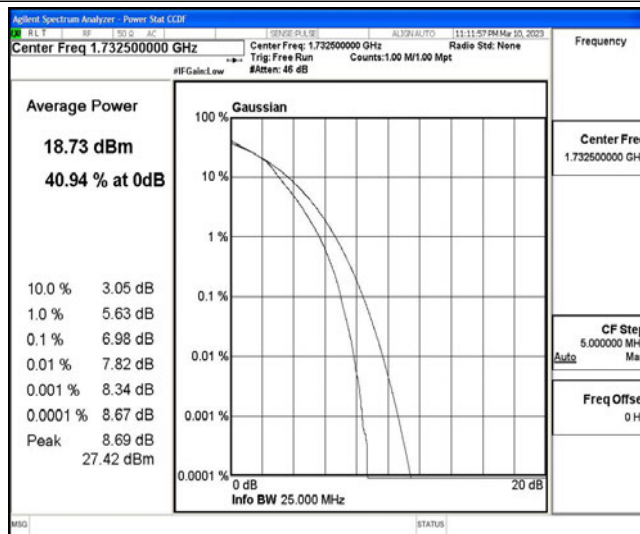 Agilent Spectrum Analyzer - Power Stat CCDF
RL T RF 50 Ω AC SENSE:PULSE ALIGN AUTO 11:11:57 PM Mar 10, 2023
Center Freq 1.732500000 GHz
Center Freq: 1.732500000 GHz Radio Std: None
Trig: Free Run Counts:1.00 M/1.00 Mpt
#IFGain:Low #Atten: 46 dB
Frequency
Average Power
18.73 dBm
40.94 % at 0dB
10.0 % 3.05 dB
1.0 % 5.63 dB
0.1 % 6.98 dB
0.01 % 7.82 dB
0.001 % 8.34 dB
0.0001 % 8.67 dB
Peak 8.69 dB
27.42 dBm
Gaussian
100 %
10 %
1 %
0.1 %
0.01 %
0.001 %
0.0001 %
0 dB 20 dB
Info BW 25.000 MHz
Center Fre
1.732500000 GH
CF Ste
5.000000 MH
Auto Ma
Freq Offse
0 H
MSG STATUS